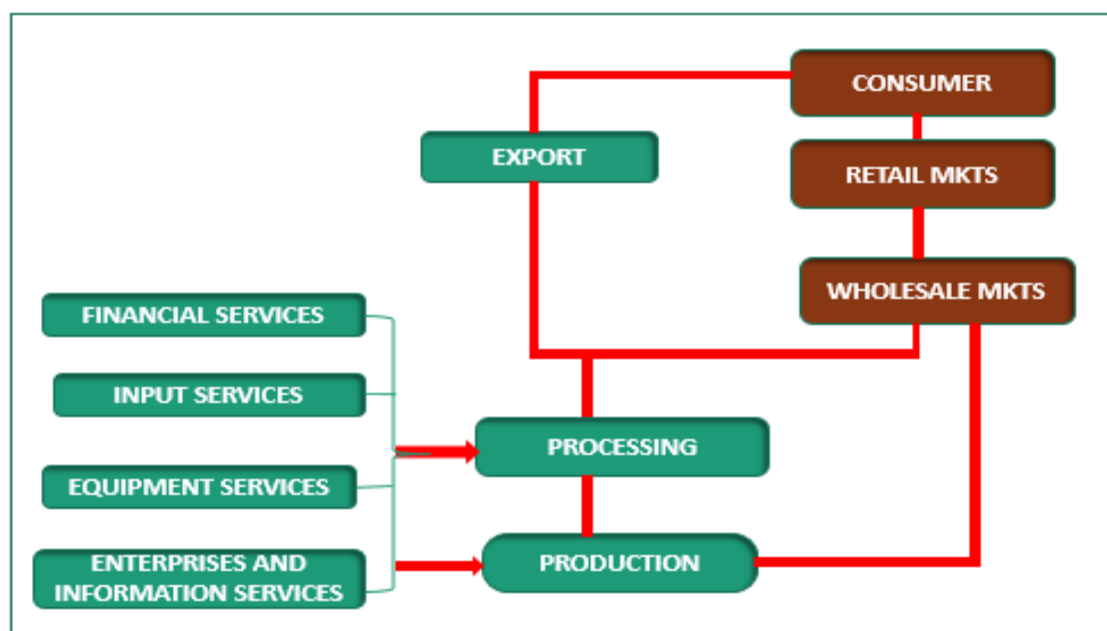 CONSUMER
EXPORT
RETAIL MKTS
WHOLESALE MKTS
FINANCIAL SERVICES
INPUT SERVICES
PROCESSING
EQUIPMENT SERVICES
ENTERPRISES AND
INFORMATION SERVICES
PRODUCTION